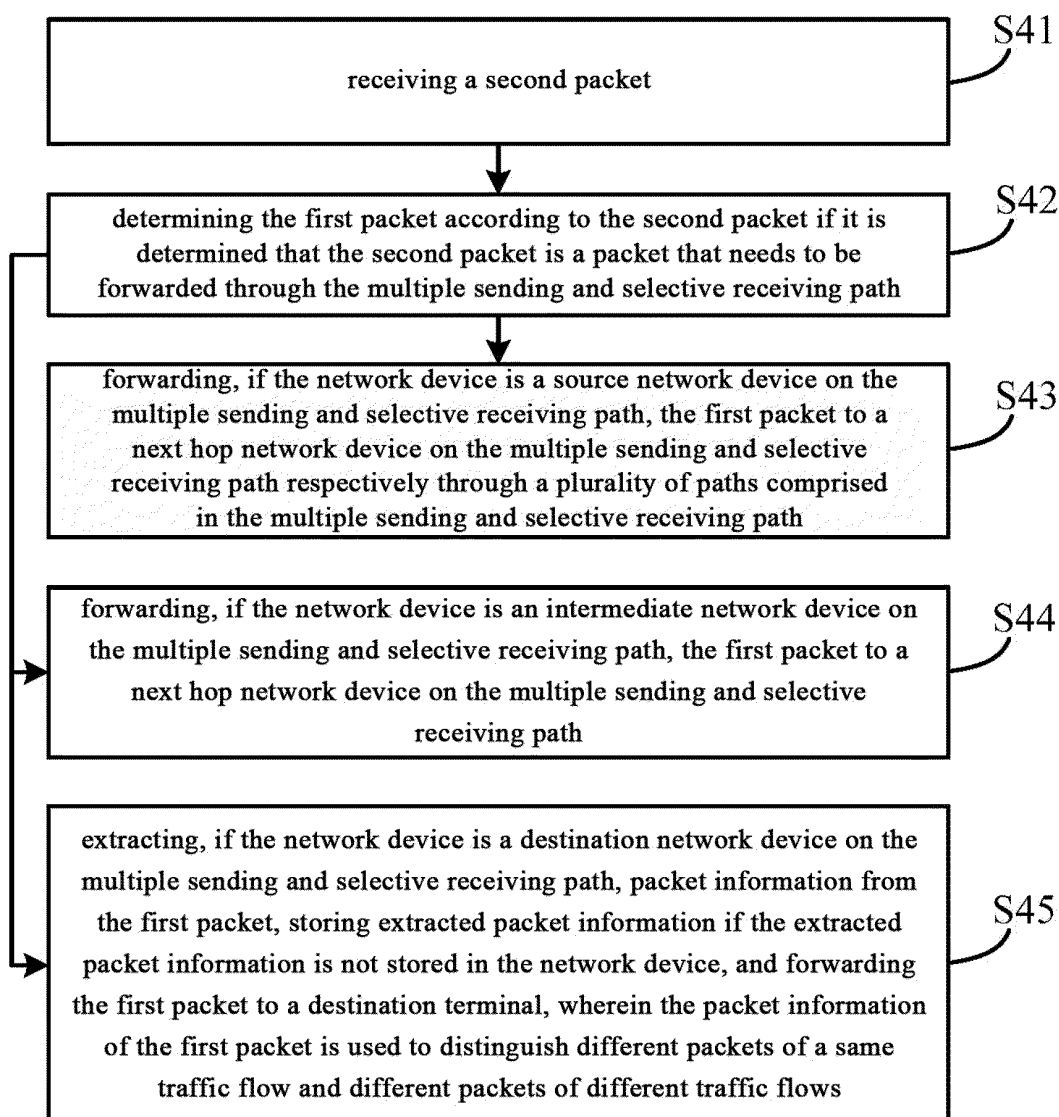 S41
receiving a second packet
S42
determining the first packet according to the second packet if it is
determined that the second packet is a packet that needs to be
forwarded through the multiple sending and selective receiving path
S43
forwarding, if the network device is a source network device on the
multiple sending and selective receiving path, the first packet to a
next hop network device on the multiple sending and selective
receiving path respectively through a plurality of paths comprised
in the multiple sending and selective receiving path
S44
forwarding, if the network device is an intermediate network device on
the multiple sending and selective receiving path, the first packet to a
next hop network device on the multiple sending and selective
receiving path
S45
extracting, if the network device is a destination network device on the
multiple sending and selective receiving path, packet information from
the first packet, storing extracted packet information if the extracted
packet information is not stored in the network device, and forwarding
the first packet to a destination terminal, wherein the packet information
of the first packet is used to distinguish different packets of a same
traffic flow and different packets of different traffic flows